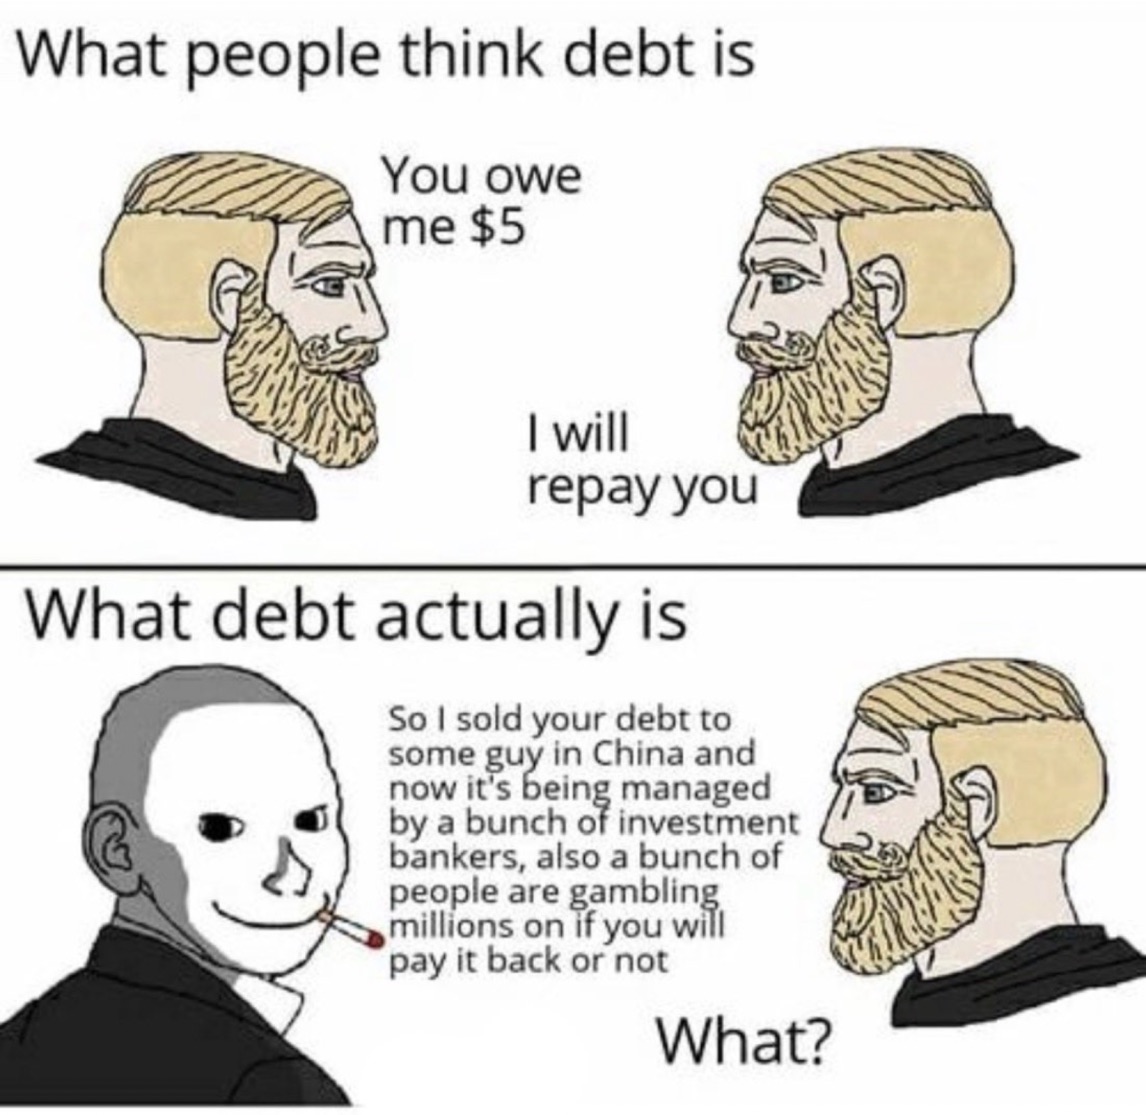 What people think debt is
You owe
me $5
I will
repay you
What debt actually is
So I sold your debt to
some guy in China and
now it's being managed
by a bunch of investment
bankers, also a bunch of
people are gambling
millions on if you will
pay it back or not
What?